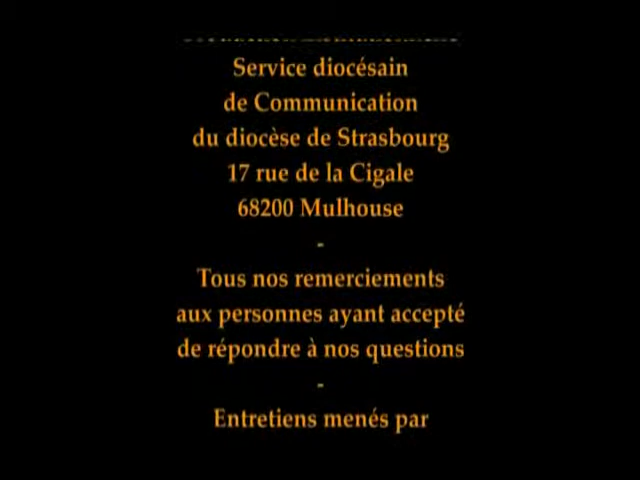 Service diocésain
de Communication
du diocèse de Strasbourg
17 rue de la Cigale
68200 Mulhouse
-
Tous nos remerciements
aux personnes ayant accepté
de répondre à nos questions
-
Entretiens menés par